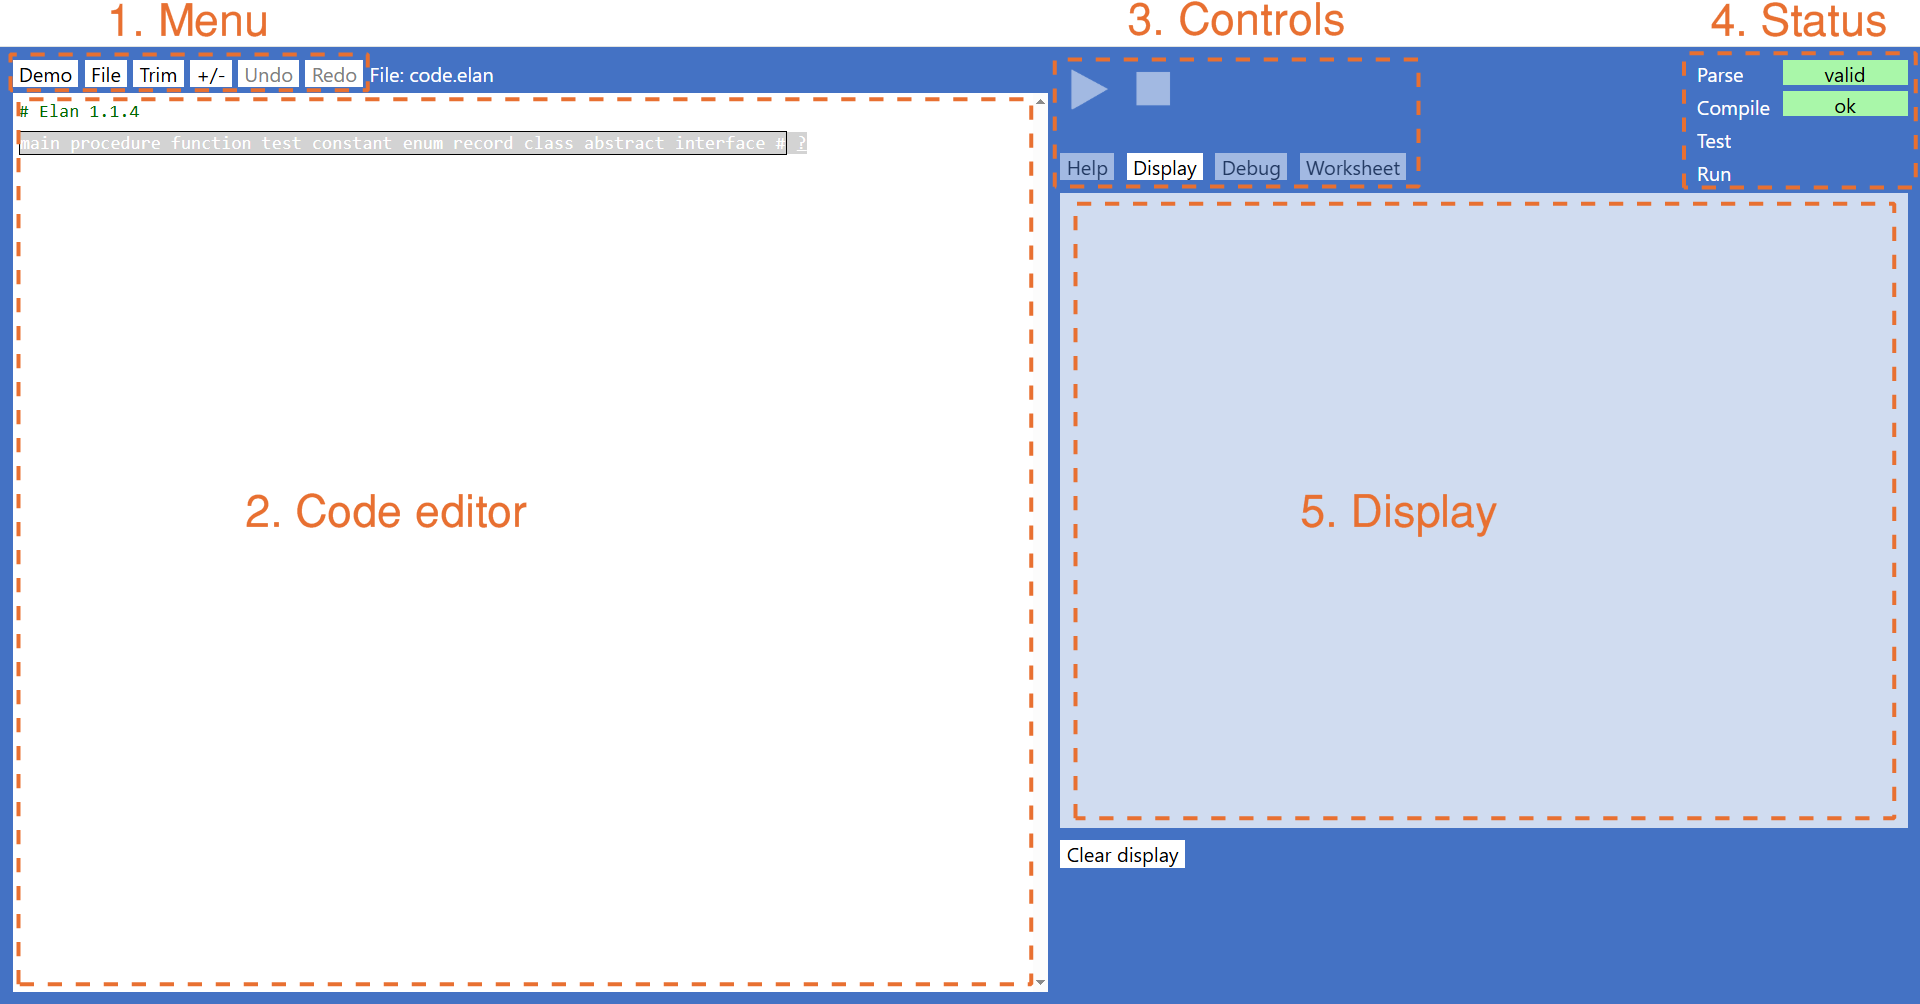 1. Menu
3. Controls
4. Status
Demo File Trim +/- Undo Redo File: code.elan
# Elan 1.1.4
main procedure function test constant enum record class abstract interface # ?
2. Code editor
Help Display Debug Worksheet
Parse valid
Compile ok
Test
Run
5. Display
Clear display